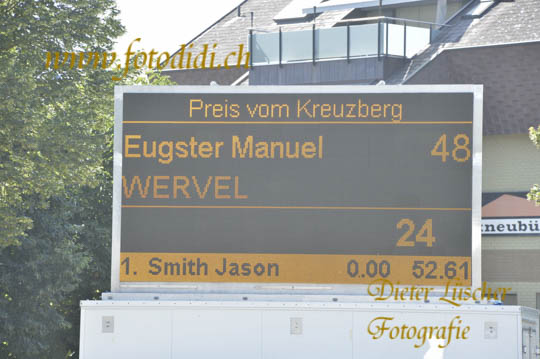 www.fotodidi.ch
Preis vom Kreuzberg
Eugster Manuel 48
WERVEL
24
1. Smith Jason 0.00 52.61
Dieter Lüscher
Fotografie